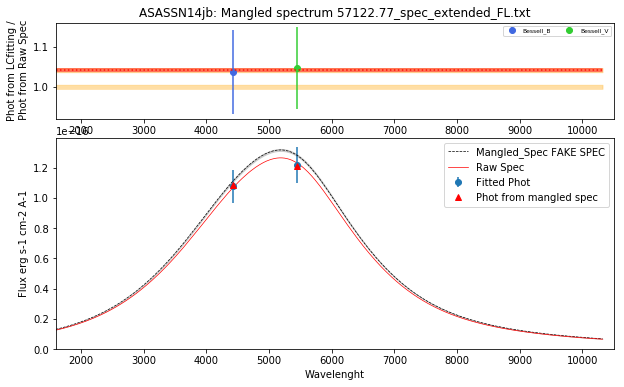 ASASSN14jb: Mangled spectrum 57122.77_spec_extended_FL.txt
Phot from LCfitting /
Phot from Raw Spec
1.1
1.0
Bessell_B
Bessell_V
2000 3000 4000 5000 6000 7000 8000 9000 10000
1e-16
Flux erg s-1 cm-2 A-1
1.2
1.0
0.8
0.6
0.4
0.2
0.0
Mangled_Spec FAKE SPEC
Raw Spec
Fitted Phot
Phot from mangled spec
2000 3000 4000 5000 6000 7000 8000 9000 10000
Wavelenght